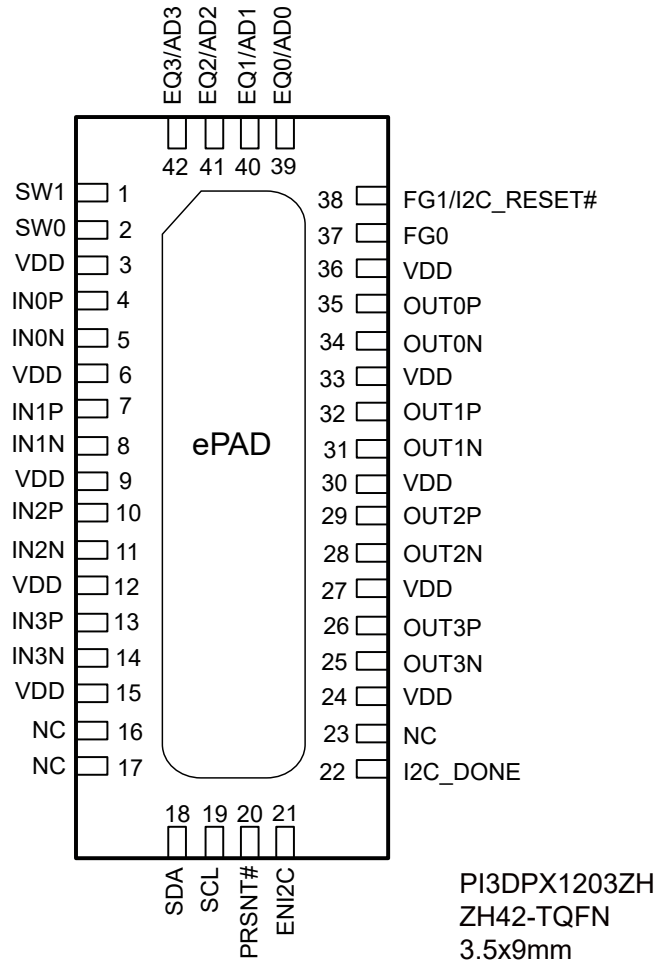 EQ3/AD3
EQ2/AD2
EQ1/AD1
EQ0/AD0
42 41 40 39
SW1 1
SW0 2
VDD 3
IN0P 4
IN0N 5
VDD 6
IN1P 7
IN1N 8
VDD 9
IN2P 10
IN2N 11
VDD 12
IN3P 13
IN3N 14
VDD 15
NC 16
NC 17
ePAD
38 FG1/I2C_RESET#
37 FG0
36 VDD
35 OUT0P
34 OUT0N
33 VDD
32 OUT1P
31 OUT1N
30 VDD
29 OUT2P
28 OUT2N
27 VDD
26 OUT3P
25 OUT3N
24 VDD
23 NC
22 I2C_DONE
18 19 20 21
SDA
SCL
PRSNT#
ENI2C
PI3DPX1203ZH
ZH42-TQFN
3.5x9mm